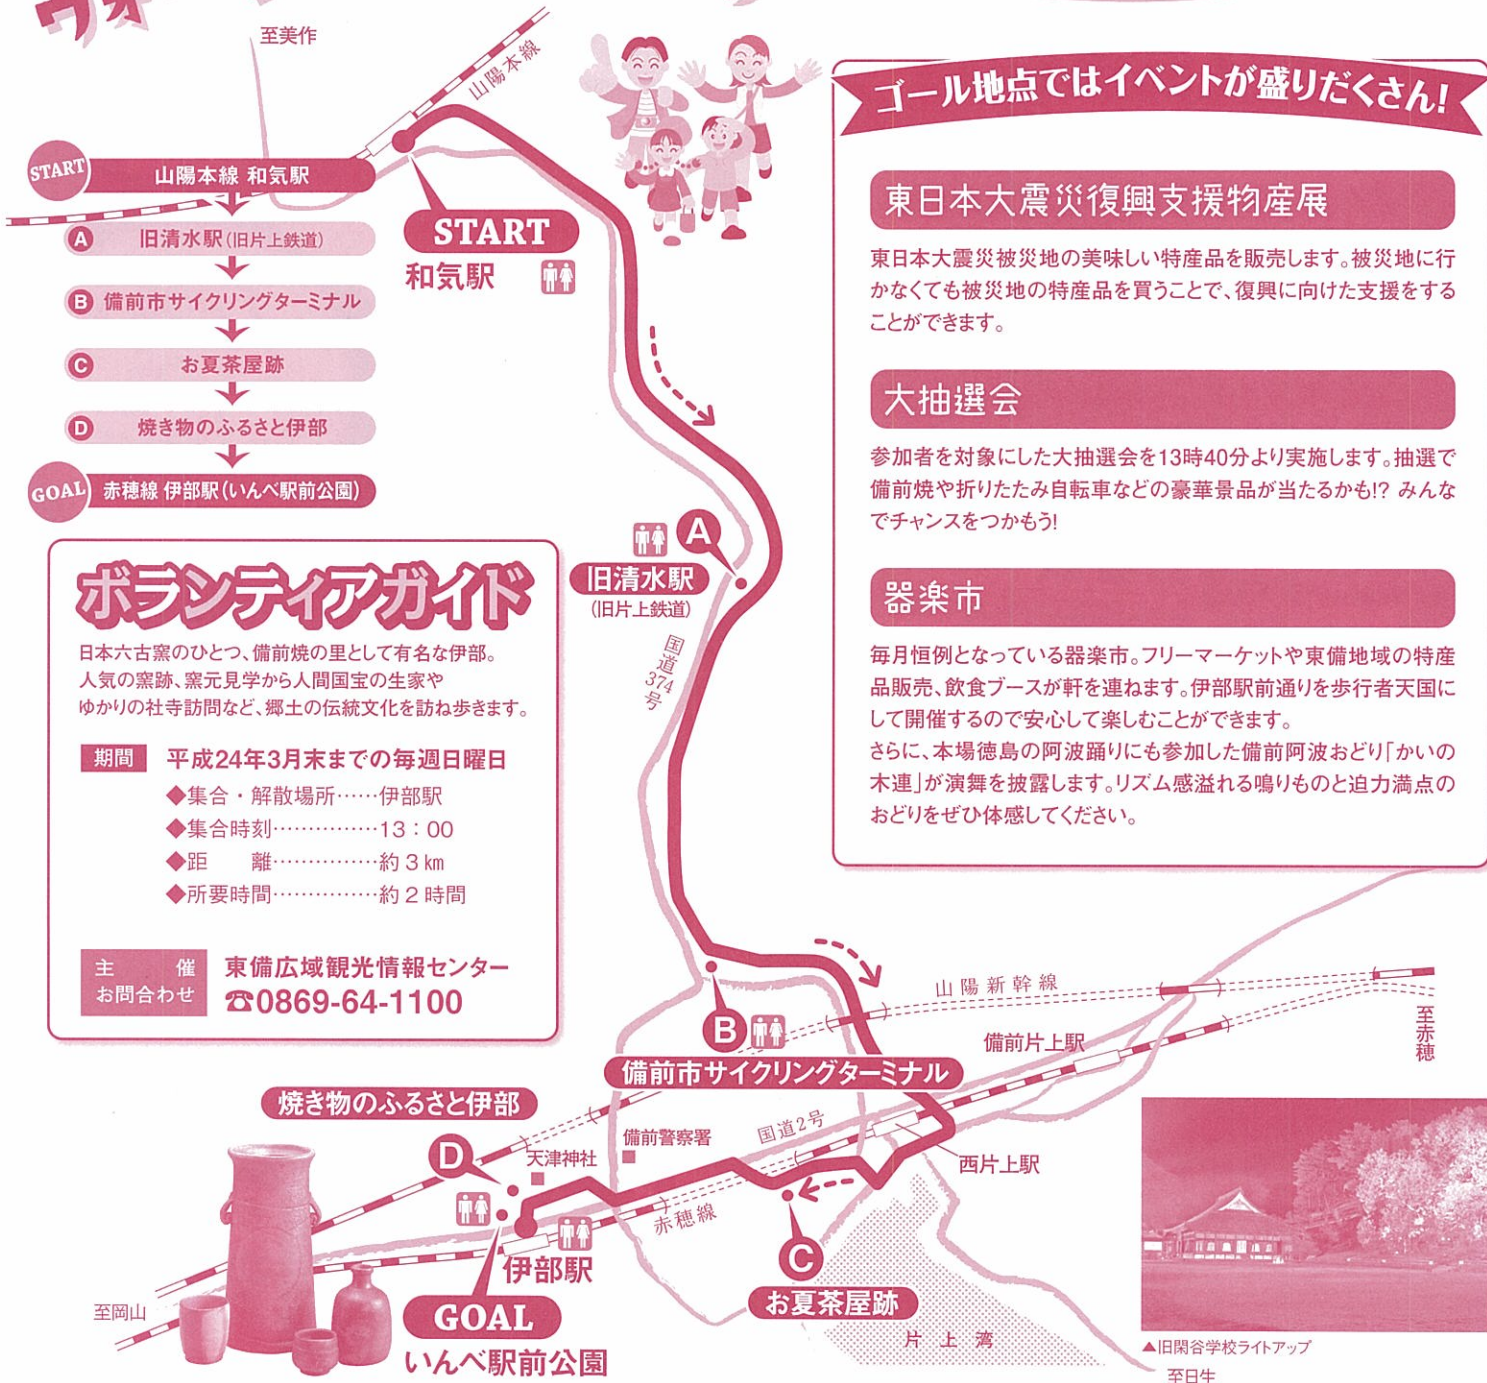 ウォー
至美作
山陽本線
START
山陽本線 和気駅
A 旧清水駅(旧片上鉄道)
B 備前市サイクリングターミナル
C お夏茶屋跡
D 焼き物のふるさと伊部
GOAL
赤穂線 伊部駅(いんべ駅前公園)
START
和気駅
ゴール地点ではイベントが盛りだくさん!
東日本大震災復興支援物産展
東日本大震災被災地の美味しい特産品を販売します。被災地に行
かなくても被災地の特産品を買うことで、復興に向けた支援をする
ことができます。
大抽選会
参加者を対象にした大抽選会を13時40分より実施します。抽選で
備前焼や折りたたみ自転車などの豪華景品が当たるかも!? みんな
でチャンスをつかもう!
器楽市
毎月恒例となっている器楽市。フリーマーケットや東備地域の特産
品販売、飲食ブースが軒を連ねます。伊部駅前通りを歩行者天国に
して開催するので安心して楽しむことができます。
さらに、本場徳島の阿波踊りにも参加した備前阿波おどり「かいの
木連」が演舞を披露します。リズム感溢れる鳴りものと迫力満点の
おどりをぜひ体感してください。
ボランティアガイド
日本六古窯のひとつ、備前焼の里として有名な伊部。
人気の窯跡、窯元見学から人間国宝の生家や
ゆかりの社寺訪問など、郷土の伝統文化を訪ね歩きます。
期間 平成24年3月末までの毎週日曜日
◆集合・解散場所……伊部駅
◆集合時刻……………13：00
◆距　離……………約3km
◆所要時間……………約2時間
主　催
お問合わせ
東備広域観光情報センター
☎0869-64-1100
A
旧清水駅
(旧片上鉄道)
国道374号
B
備前市サイクリングターミナル
山陽新幹線
備前片上駅
至赤穂
焼き物のふるさと伊部
D
天津神社
備前警察署
国道2号
西片上駅
赤穂線
C
お夏茶屋跡
片上湾
伊部駅
GOAL
いんべ駅前公園
至岡山
▲旧閑谷学校ライトアップ
至日生